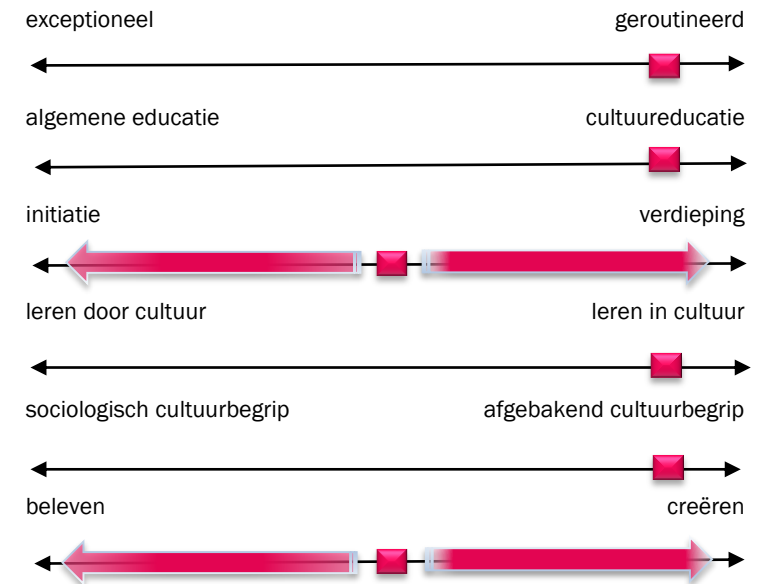 exceptioneel geroutineerd
algemene educatie cultuureducatie
initiatie verdieping
leren door cultuur leren in cultuur
sociologisch cultuurbegrip afgebakend cultuurbegrip
beleven creëren